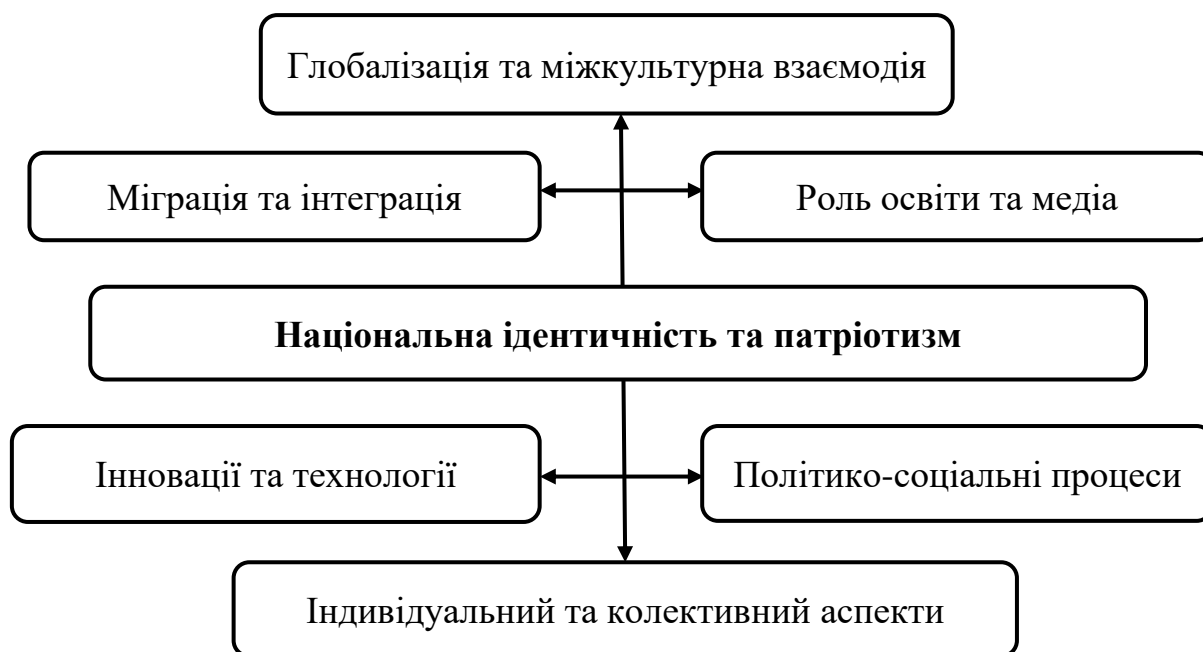 Глобалізація та міжкультурна взаємодія
Міграція та інтеграція
Роль освіти та медіа
Національна ідентичність та патріотизм
Інновації та технології
Політико-соціальні процеси
Індивідуальний та колективний аспекти